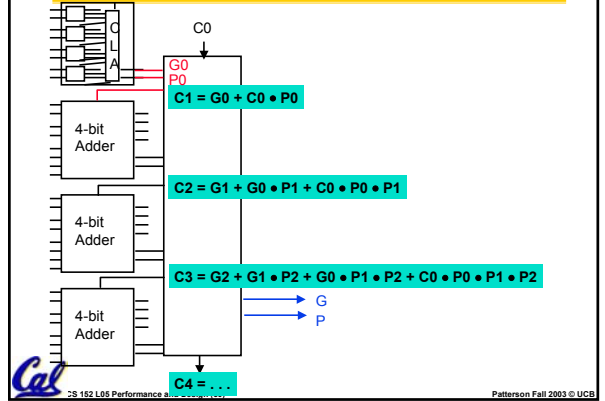 C0
C
L
A
G0
P0
C1 = G0 + C0 • P0
4-bit
Adder
C2 = G1 + G0 • P1 + C0 • P0 • P1
4-bit
Adder
C3 = G2 + G1 • P2 + G0 • P1 • P2 + C0 • P0 • P1 • P2
G
P
4-bit
Adder
C4 = . . .
Cal
CS 152 L05 Performance
Patterson Fall 2003 © UCB